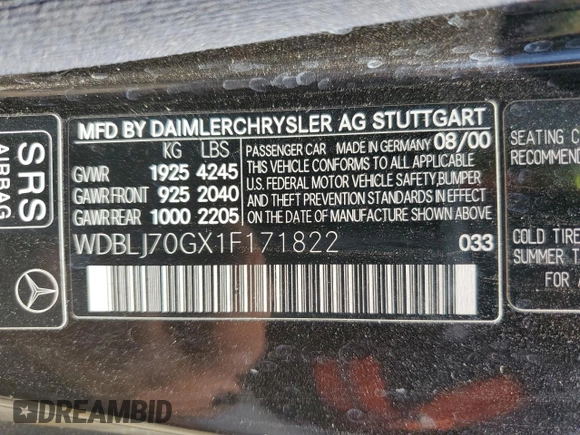 SRS
AIRBAG
MFD BY DAIMLERCHRYSLER AG STUTTGART
KG LBS
GVWR 1925 4245
GAWR FRONT 925 2040
GAWR REAR 1000 2205
PASSENGER CAR MADE IN GERMANY 08/00
THIS VEHICLE CONFORMS TO ALL APPLICABLE
U.S. FEDERAL MOTOR VEHICLE SAFETY, BUMPER
AND THEFT PREVENTION STANDARDS IN
EFFECT ON THE DATE OF
MANUFACTURE SHOWN ABOVE.
WDBLJ70GX1F171822 033
SEATING
RECOMMEN
COLD TIRE
SUMMER
FOR
DREAMBID